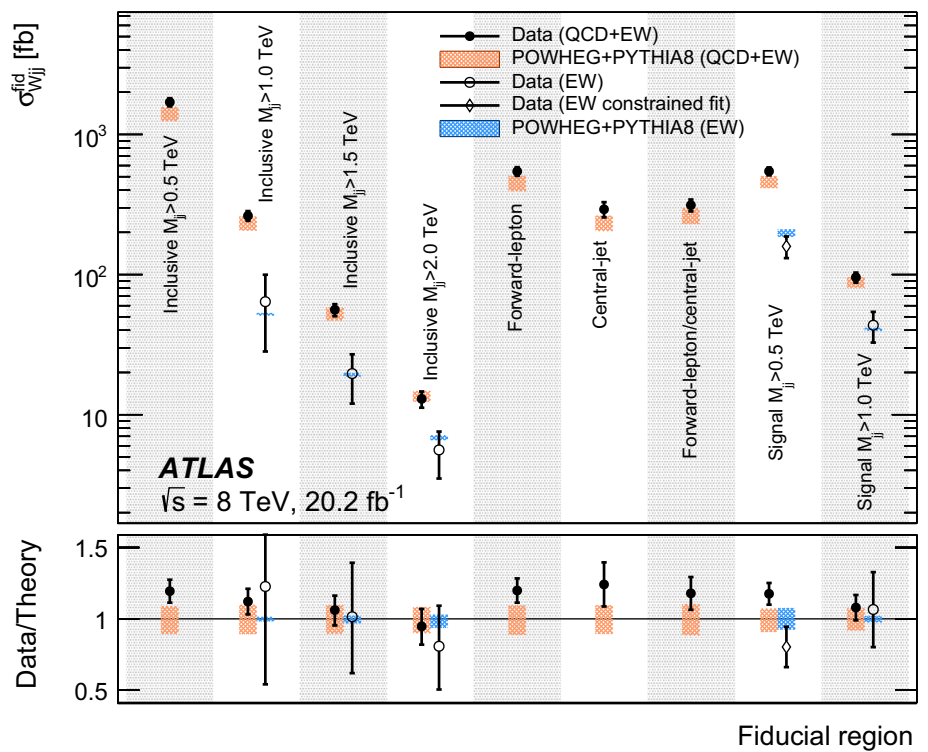 σ^fid_Wjj [fb]
10^3
10^2
10
Data (QCD+EW)
POWHEG+PYTHIA8 (QCD+EW)
Data (EW)
Data (EW constrained fit)
POWHEG+PYTHIA8 (EW)
Inclusive M_jj>0.5 TeV
Inclusive M_jj>1.0 TeV
Inclusive M_jj>1.5 TeV
Inclusive M_jj>2.0 TeV
Forward-lepton
Central-jet
Forward-lepton/central-jet
Signal M_jj>0.5 TeV
Signal M_jj>1.0 TeV
ATLAS
√s = 8 TeV, 20.2 fb^-1
Data/Theory
1.5
1
0.5
Fiducial region